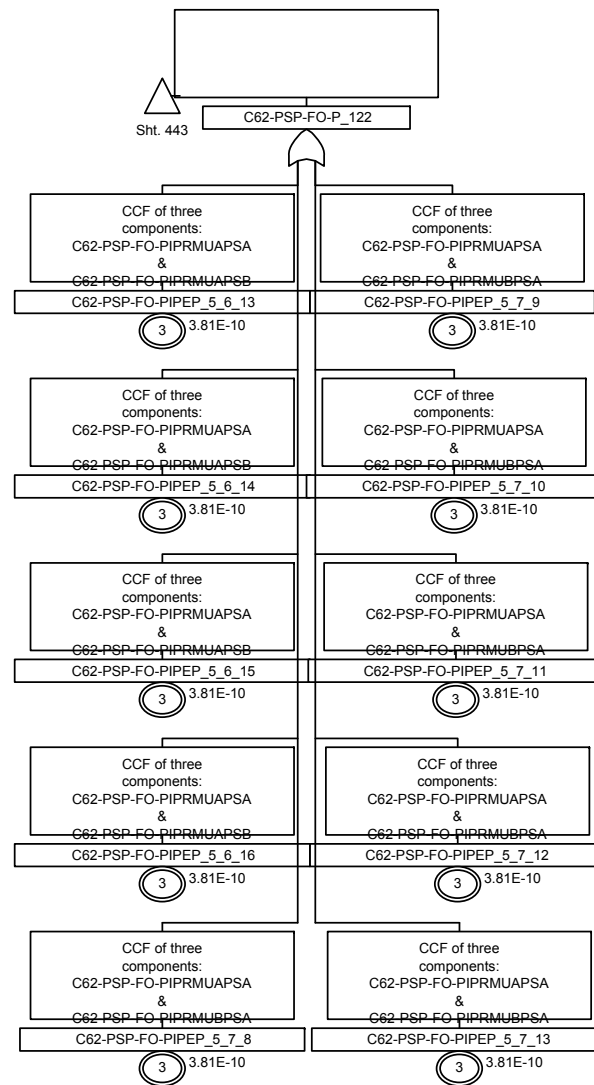 Sht. 443
C62-PSP-FO-P_122
CCF of three
components:
C62-PSP-FO-PIPRMUAPSA
&
C62-PSP-FO-PIPRMUAPSB
C62-PSP-FO-PIPEP_5_6_13
3
3.81E-10
CCF of three
components:
C62-PSP-FO-PIPRMUAPSA
&
C62-PSP-FO-PIPRMUBPSA
C62-PSP-FO-PIPEP_5_7_9
3
3.81E-10
CCF of three
components:
C62-PSP-FO-PIPRMUAPSA
&
C62-PSP-FO-PIPRMUAPSB
C62-PSP-FO-PIPEP_5_6_14
3
3.81E-10
CCF of three
components:
C62-PSP-FO-PIPRMUAPSA
&
C62-PSP-FO-PIPRMUBPSA
C62-PSP-FO-PIPEP_5_7_10
3
3.81E-10
CCF of three
components:
C62-PSP-FO-PIPRMUAPSA
&
C62-PSP-FO-PIPRMUAPSB
C62-PSP-FO-PIPEP_5_6_15
3
3.81E-10
CCF of three
components:
C62-PSP-FO-PIPRMUAPSA
&
C62-PSP-FO-PIPRMUBPSA
C62-PSP-FO-PIPEP_5_7_11
3
3.81E-10
CCF of three
components:
C62-PSP-FO-PIPRMUAPSA
&
C62-PSP-FO-PIPRMUAPSB
C62-PSP-FO-PIPEP_5_6_16
3
3.81E-10
CCF of three
components:
C62-PSP-FO-PIPRMUAPSA
&
C62-PSP-FO-PIPRMUBPSA
C62-PSP-FO-PIPEP_5_7_12
3
3.81E-10
CCF of three
components:
C62-PSP-FO-PIPRMUAPSA
&
C62-PSP-FO-PIPRMUBPSA
C62-PSP-FO-PIPEP_5_7_8
3
3.81E-10
CCF of three
components:
C62-PSP-FO-PIPRMUAPSA
&
C62-PSP-FO-PIPRMUBPSA
C62-PSP-FO-PIPEP_5_7_13
3
3.81E-10